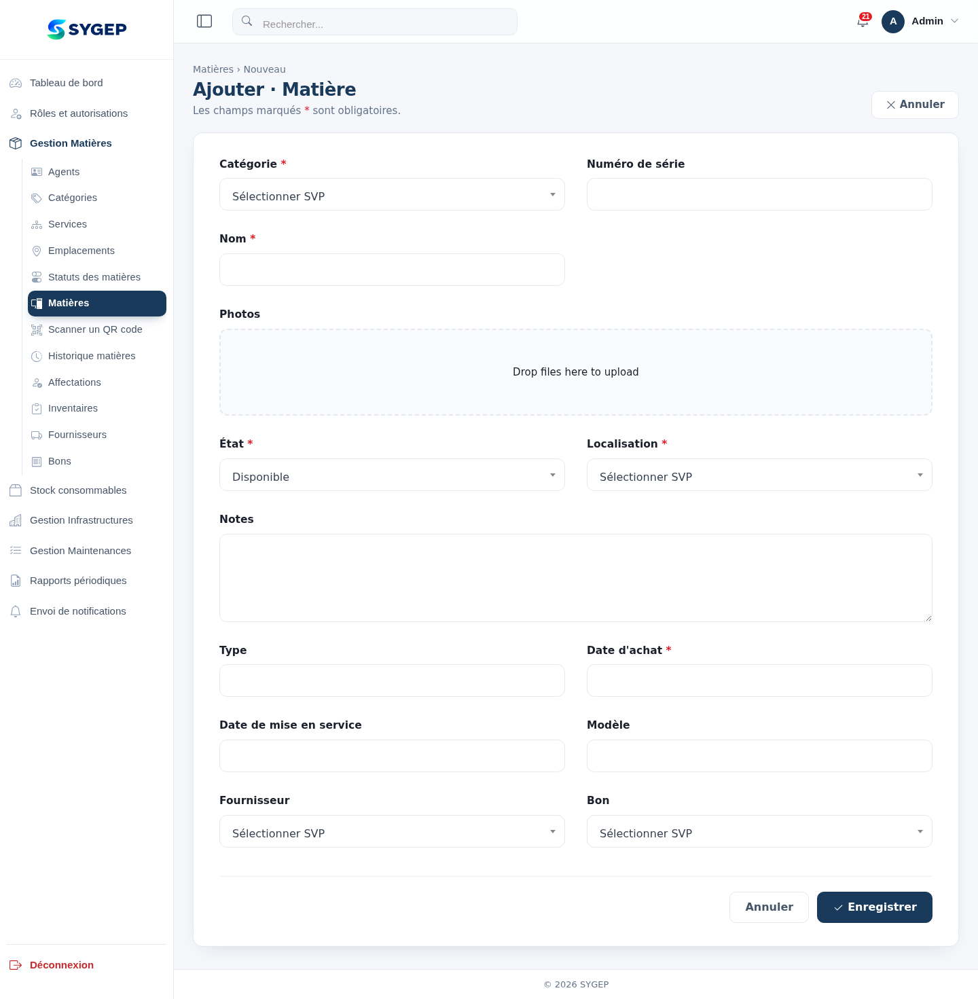 SYGEP
Rechercher...
21
A
Admin
Tableau de bord
Rôles et autorisations
Gestion Matières
Agents
Catégories
Services
Emplacements
Statuts des matières
Matières
Scanner un QR code
Historique matières
Affectations
Inventaires
Fournisseurs
Bons
Stock consommables
Gestion Infrastructures
Gestion Maintenances
Rapports périodiques
Envoi de notifications
Déconnexion
Matières › Nouveau
Ajouter · Matière
Les champs marqués * sont obligatoires.
Annuler
Catégorie *
Numéro de série
Sélectionner SVP
Nom *
Photos
Drop files here to upload
État *
Localisation *
Disponible
Sélectionner SVP
Notes
Type
Date d'achat *
Date de mise en service
Modèle
Fournisseur
Bon
Sélectionner SVP
Sélectionner SVP
Annuler
Enregistrer
© 2026 SYGEP